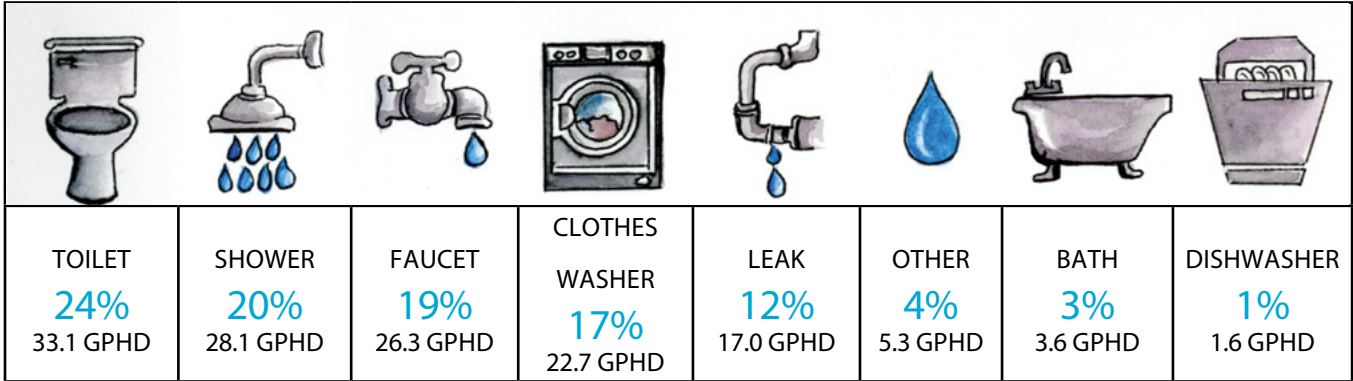 TOILET
24%
33.1 GPHD
SHOWER
20%
28.1 GPHD
FAUCET
19%
26.3 GPHD
CLOTHES
WASHER
17%
22.7 GPHD
LEAK
12%
17.0 GPHD
OTHER
4%
5.3 GPHD
BATH
3%
3.6 GPHD
DISHWASHER
1%
1.6 GPHD